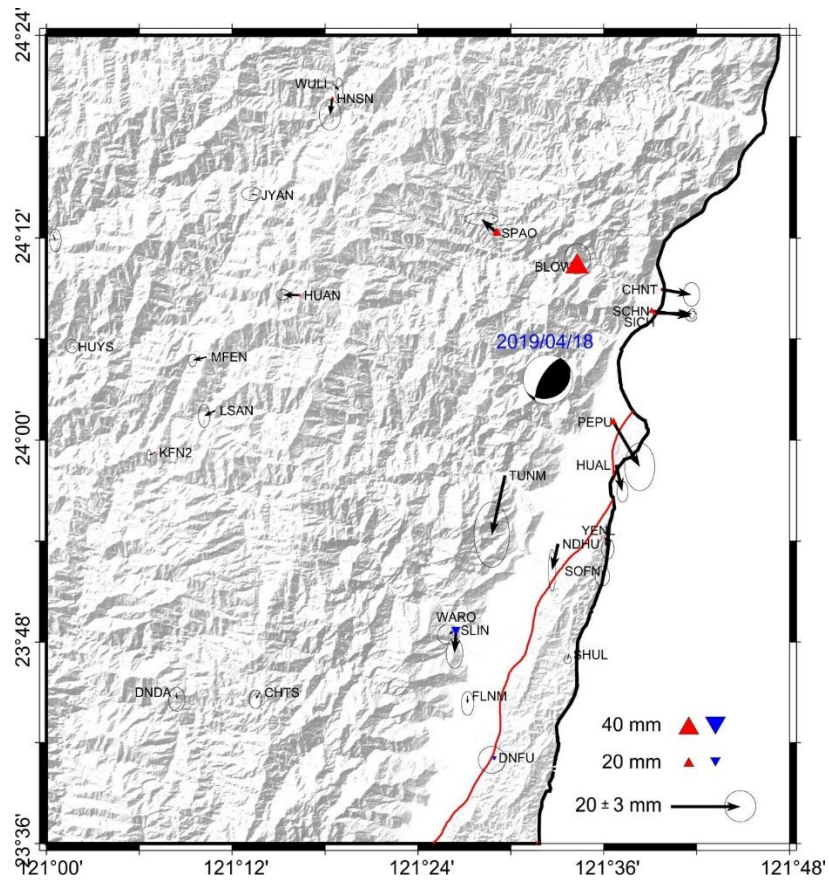 24°24'
WULI
HNSN
JYAN
24°12'
SPAO
BLOW
CHNT
HUAN
SCHN
SICH
2019/04/18
HUYS
MFEN
LSAN
PEPU
24°00'
KFN2
HUAL
TUNM
YENL
NDHU
SOFN
WARO
SLIN
23°48'
SHUL
DNDA
CHTS
FLNM
40 mm
DNFU
20 mm
20 ± 3 mm
23°36'
121°00'
121°12'
121°24'
121°36'
121°48'